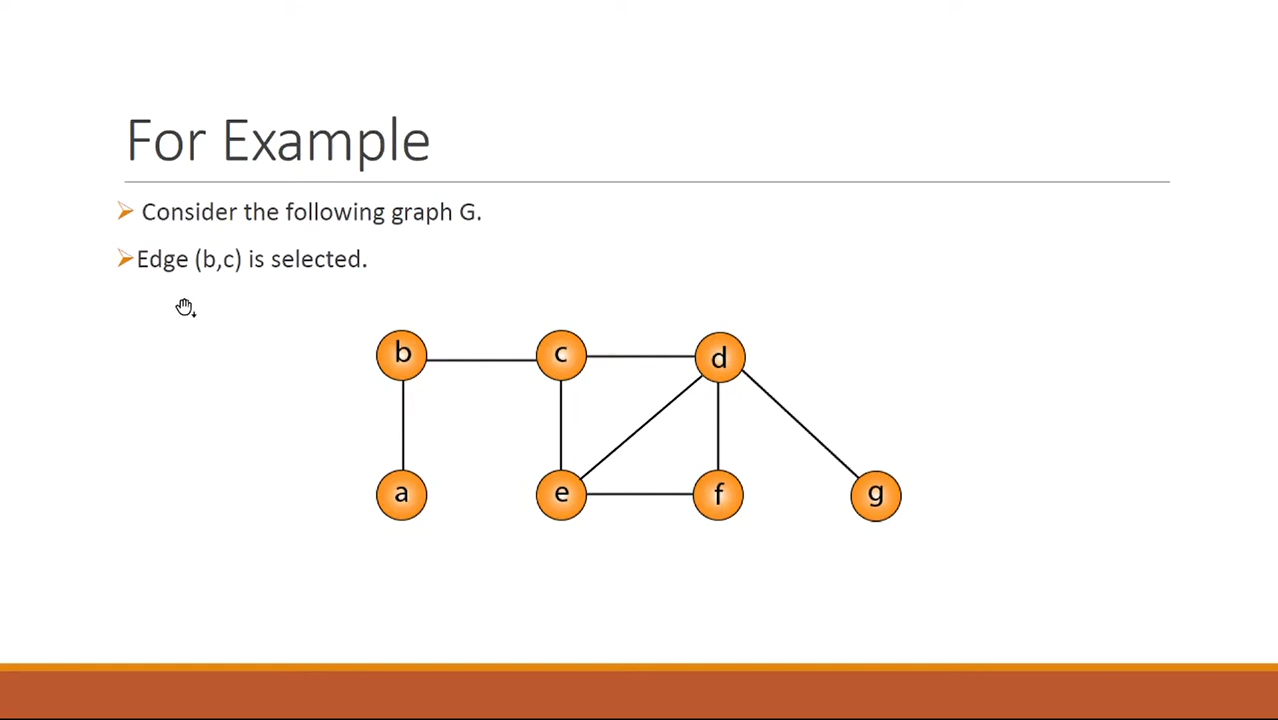 For Example
Consider the following graph G.
Edge (b,c) is selected.
b c d
a e f g